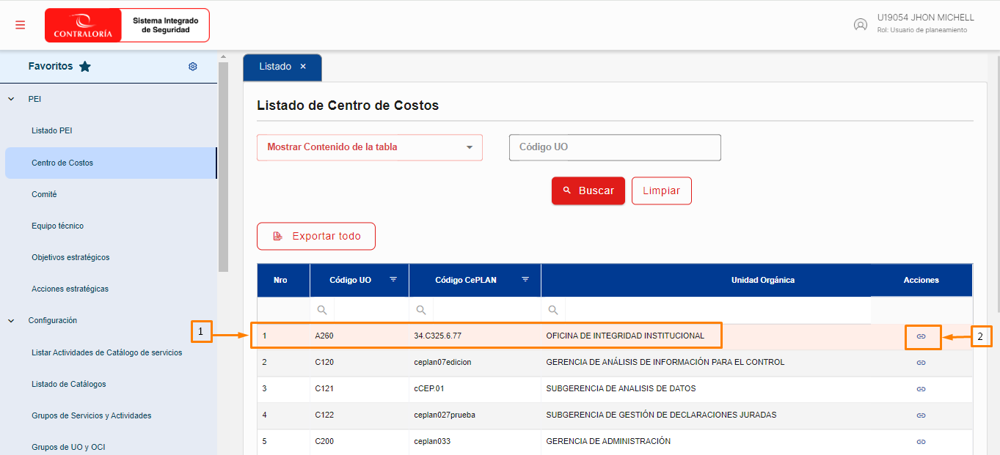 CONTRALORÍA
Sistema Integrado
de Seguridad
U19054 JHON MICHELL
Rol: Usuario de planeamiento
Favoritos
PEI
Listado PEI
Centro de Costos
Comité
Equipo técnico
Objetivos estratégicos
Acciones estratégicas
Configuración
Listar Actividades de Catálogo de servicios
Listado de Catálogos
Grupos de Servicios y Actividades
Grupos de UO y OCI
Listado ×
Listado de Centro de Costos
Mostrar Contenido de la tabla
Código UO
Buscar
Limpiar
Exportar todo
Nro Código UO Código CePLAN Unidad Orgánica Acciones
1
1 A260 34.C325.6.77 OFICINA DE INTEGRIDAD INSTITUCIONAL
2
2 C120 ceplan07edicion GERENCIA DE ANÁLISIS DE INFORMACIÓN PARA EL CONTROL
3 C121 cCEP.01 SUBGERENCIA DE ANALISIS DE DATOS
4 C122 ceplan027prueba SUBGERENCIA DE GESTIÓN DE DECLARACIONES JURADAS
5 C200 ceplan033 GERENCIA DE ADMINISTRACIÓN